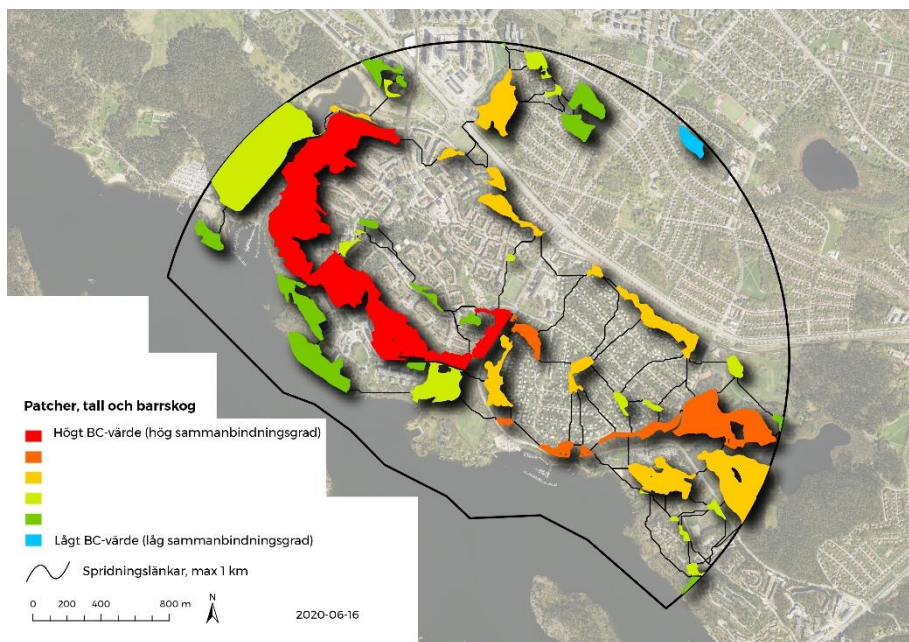 Patcher, tall och barrskog
Högt BC-värde (hög sammanbindningsgrad)
Lågt BC-värde (låg sammanbindningsgrad)
Spridningslänkar, max 1 km
0 200 400 800 m
N
2020-06-16